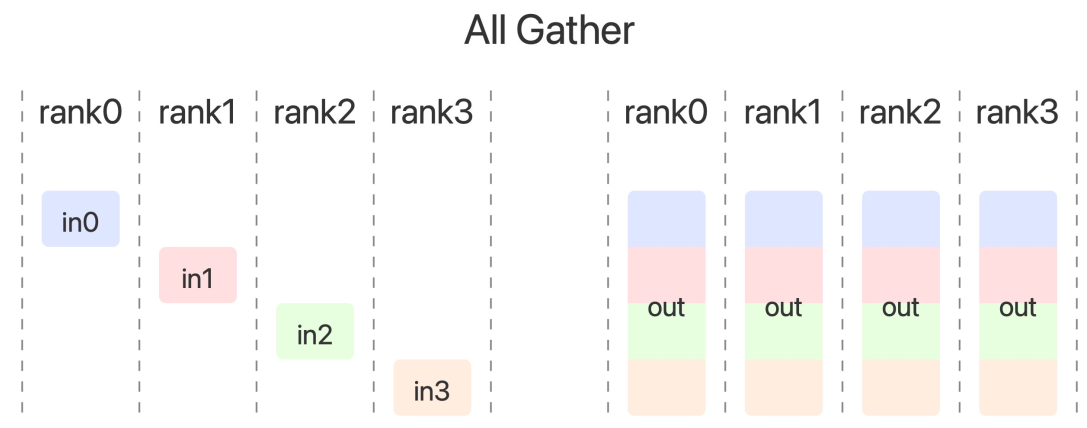 All Gather
rank0 rank1 rank2 rank3 rank0 rank1 rank2 rank3
in0
in1
in2
in3
out out out out